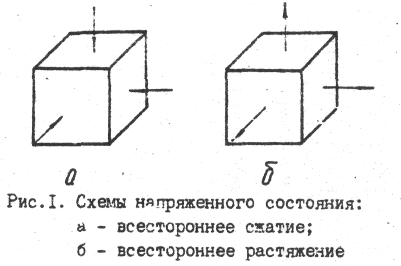 а б
Рис.I. Схемы напряженного состояния:
а - всестороннее сжатие;
б - всестороннее растяжение